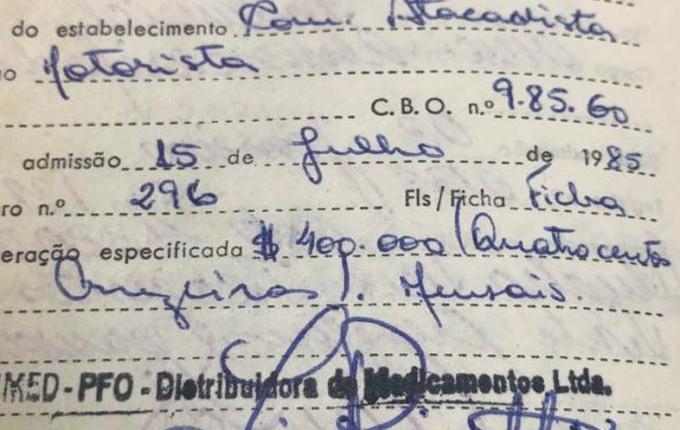 do estabelecimento Com. Atacadista
o Motorista
C.B.O. n.º 9.85.60
admissão 15 de Julho de 1985
ro n.º 296 Fls/Ficha Ficha
eração especificada $ 400.000 (Quatrocentos
Cruzeiros). Mensais.
MED-PFO-Distribuidora de Medicamentos Ltda.